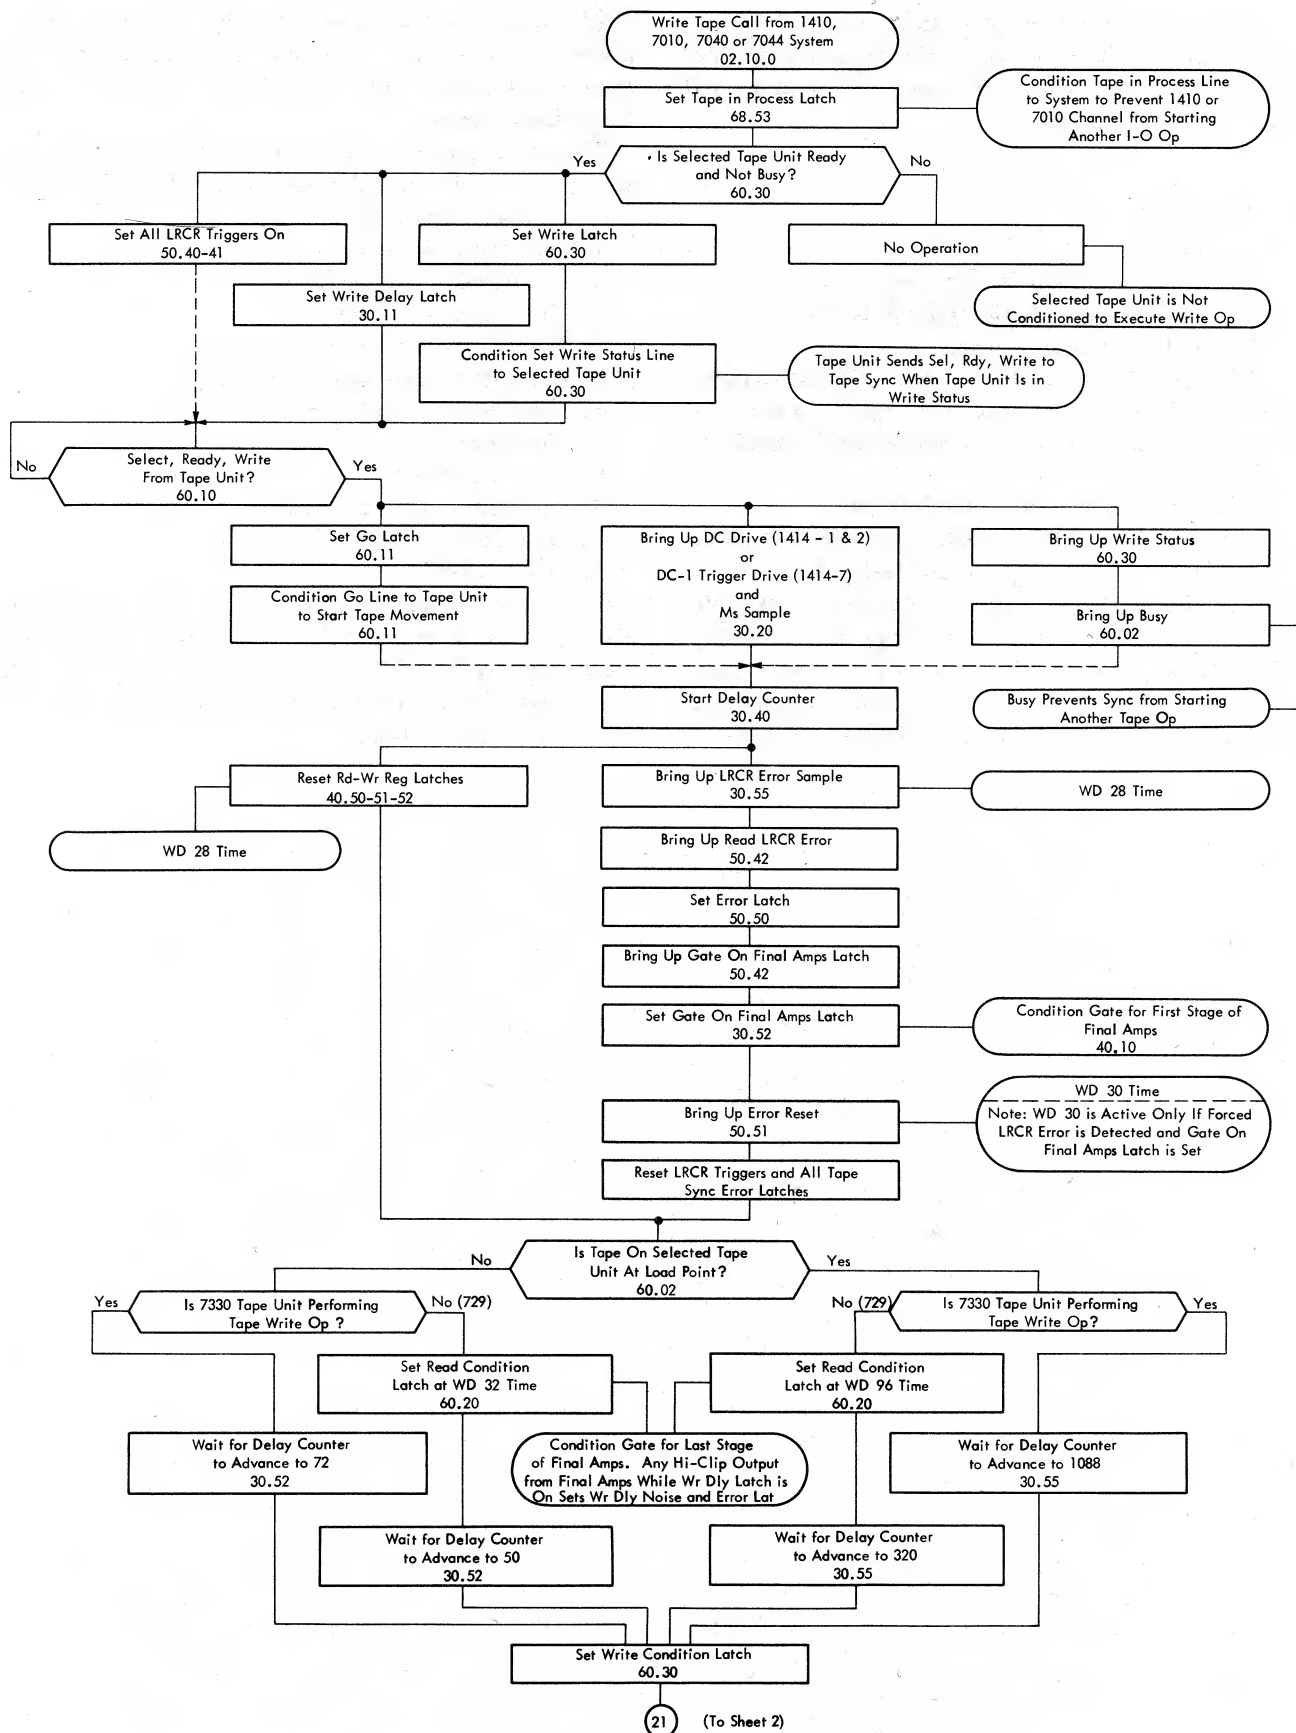 Write Tape Call from 1410,
7010, 7040 or 7044 System
02.10.0
Set Tape in Process Latch
68.53
Condition Tape in Process Line
to System to Prevent 1410 or
7010 Channel from Starting
Another I-O Op
Yes
Is Selected Tape Unit Ready
and Not Busy?
60.30
No
Set All LRCR Triggers On
50.40-41
Set Write Latch
60.30
No Operation
Set Write Delay Latch
30.11
Selected Tape Unit is Not
Conditioned to Execute Write Op
Condition Set Write Status Line
to Selected Tape Unit
60.30
Tape Unit Sends Sel, Rdy, Write to
Tape Sync When Tape Unit Is in
Write Status
No
Select, Ready, Write
From Tape Unit?
60.10
Yes
Set Go Latch
60.11
Bring Up DC Drive (1414 - 1 & 2)
or
DC-1 Trigger Drive (1414-7)
and
Ms Sample
30.20
Bring Up Write Status
60.30
Condition Go Line to Tape Unit
to Start Tape Movement
60.11
Bring Up Busy
60.02
Start Delay Counter
30.40
Busy Prevents Sync from Starting
Another Tape Op
Reset Rd-Wr Reg Latches
40.50-51-52
Bring Up LRCR Error Sample
30.55
WD 28 Time
WD 28 Time
Bring Up Read LRCR Error
50.42
Set Error Latch
50.50
Bring Up Gate On Final Amps Latch
50.42
Set Gate On Final Amps Latch
30.52
Condition Gate for First Stage of
Final Amps
40.10
Bring Up Error Reset
50.51
WD 30 Time
Note: WD 30 is Active Only If Forced
LRCR Error is Detected and Gate On
Final Amps Latch is Set
Reset LRCR Triggers and All Tape
Sync Error Latches
No
Is Tape On Selected Tape
Unit At Load Point?
60.02
Yes
Yes
Is 7330 Tape Unit Performing
Tape Write Op ?
No (729)
No (729)
Is 7330 Tape Unit Performing
Tape Write Op?
Yes
Set Read Condition
Latch at WD 32 Time
60.20
Set Read Condition
Latch at WD 96 Time
60.20
Wait for Delay Counter
to Advance to 72
30.52
Condition Gate for Last Stage
of Final Amps. Any Hi-Clip Output
from Final Amps While Wr Dly Latch is
On Sets Wr Dly Noise and Error Lat
Wait for Delay Counter
to Advance to 1088
30.55
Wait for Delay Counter
to Advance to 50
30.52
Wait for Delay Counter
to Advance to 320
30.55
Set Write Condition Latch
60.30
21 (To Sheet 2)